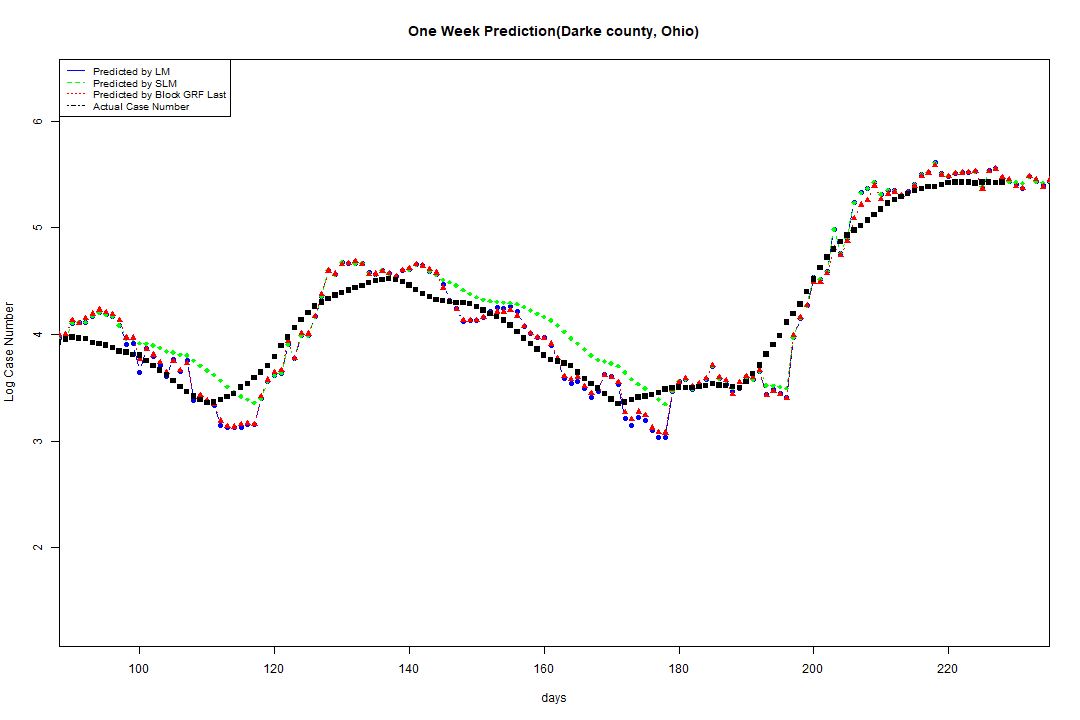 One Week Prediction(Darke county, Ohio)
Predicted by LM
Predicted by SLM
Predicted by Block GRF Last
Actual Case Number
6
5
4
3
2
Log Case Number
100 120 140 160 180 200 220
days